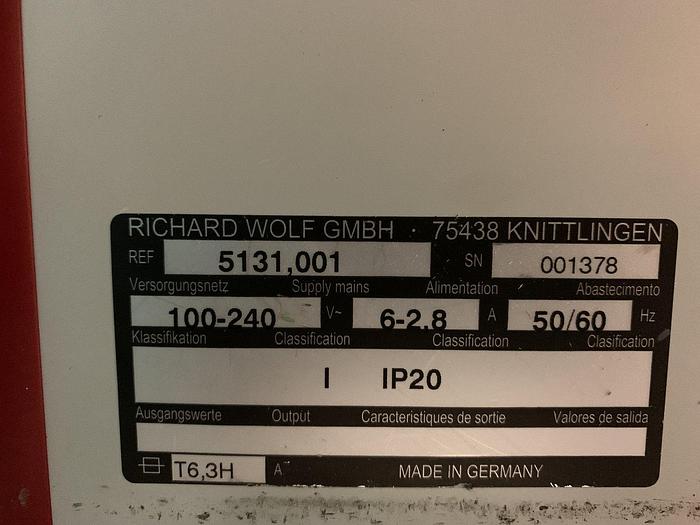 RICHARD WOLF GMBH · 75438 KNITTLINGEN
REF 5131,001 SN 001378
Versorgungsnetz Supply mains Alimentation Abastecimento
100-240 V~ 6-2,8 A 50/60 Hz
Klassifikation Classification Classification Clasification
I IP20
Ausgangswerte Output Caracteristiques de sortie Valores de salida
T6,3H A MADE IN GERMANY